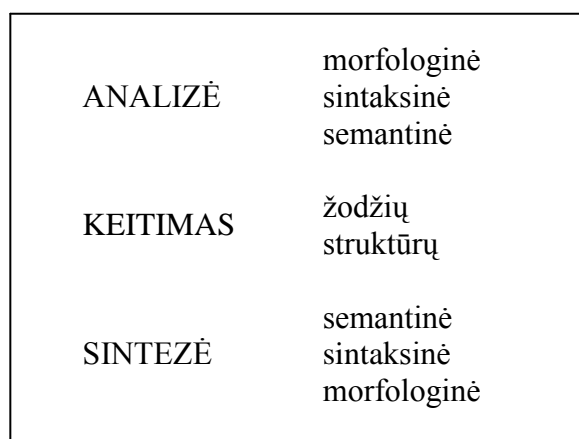 ANALIZĖ
morfologinė
sintaksinė
semantinė
KEITIMAS
žodžių
struktūrų
SINTEZĖ
semantinė
sintaksinė
morfologinė